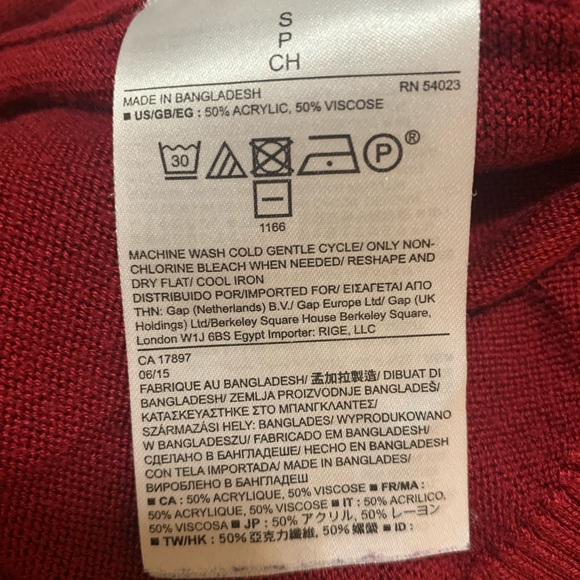 S
P
CH
MADE IN BANGLADESH RN 54023
■ US/GB/EG : 50% ACRYLIC, 50% VISCOSE
30 P ®
1166
MACHINE WASH COLD GENTLE CYCLE/ ONLY NON-
CHLORINE BLEACH WHEN NEEDED/ RESHAPE AND
DRY FLAT/ COOL IRON
DISTRIBUIDO POR/IMPORTED FOR/ ΕΙΣΑΓΕΤΑΙ ΑΠΟ
ΤΗΝ: Gap (Netherlands) B.V./ Gap Europe Ltd/ Gap (UK
Holdings) Ltd/Berkeley Square House Berkeley Square,
London W1J 6BS Egypt Importer: RIGE, LLC
CA 17897
06/15
FABRIQUE AU BANGLADESH/ 孟加拉製造/ DIBUAT DI
BANGLADESH/ ZEMLJA PROIZVODNJE BANGLADEŠ/
ΚΑΤΑΣΚΕΥΑΣΤΗΚΕ ΣΤΟ ΜΠΑΝΓΚΛΑΝΤΕΣ/
SZÁRMAZÁSI HELY: BANGLADES/ WYPRODUKOWANO
W BANGLADESZU/ FABRICADO EM BANGLADESH/
СДЕЛАНО В БАНГЛАДЕШЕ/ HECHO EN BANGLADESH
CON TELA IMPORTADA/ MADE IN BANGLADES/
ВИРОБЛЕНО В БАНГЛАДЕШ
■ CA : 50% ACRYLIQUE, 50% VISCOSE ■ FR/MA :
50% ACRYLIQUE, 50% VISCOSE ■ IT : 50% ACRILICO,
50% VISCOSA ■ JP : 50% アクリル, 50% レーヨン
■ TW/HK : 50% 亞克力纖維, 50% 嫘縈 ■ ID :